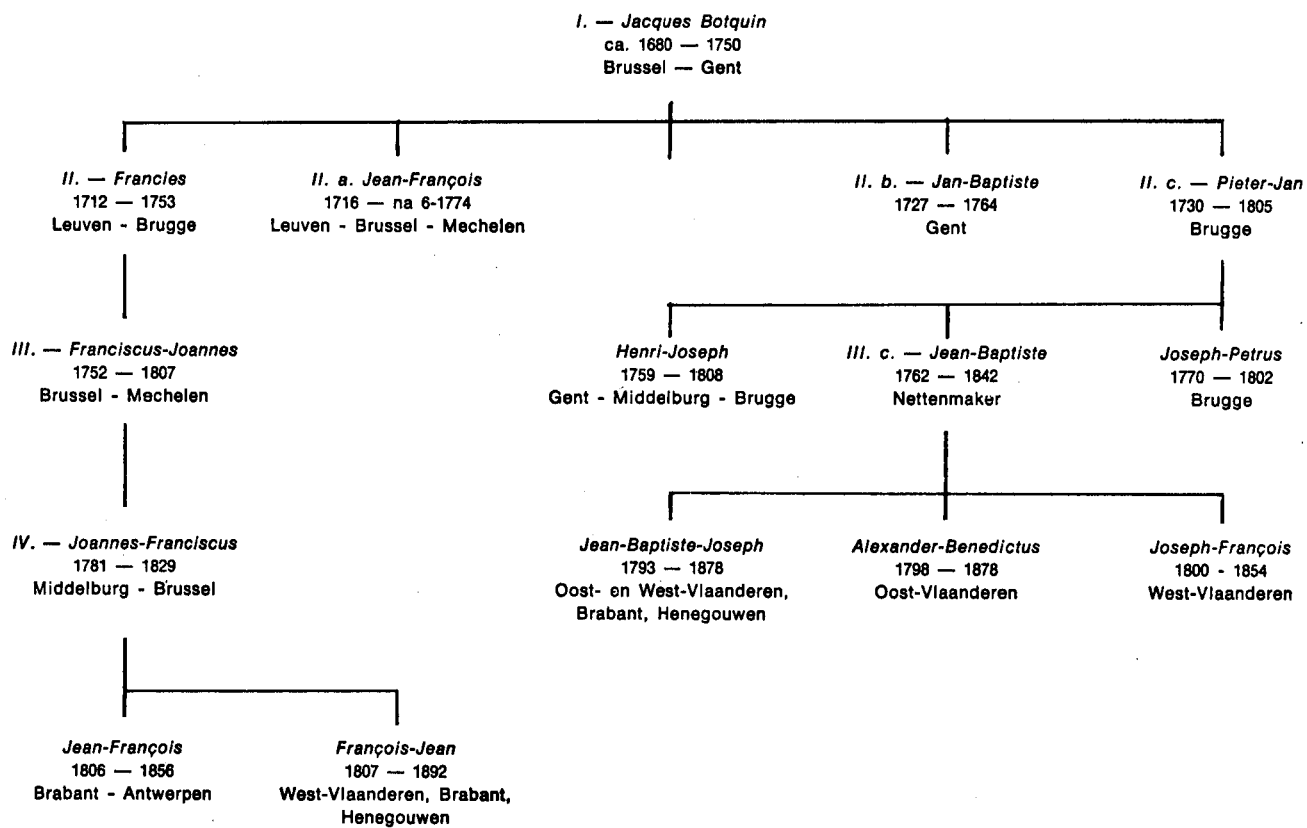 I. — Jacques Botquin
ca. 1680 — 1750
Brussel — Gent
II. — Francies
1712 — 1753
Leuven - Brugge
II. a. Jean-François
1716 — na 6-1774
Leuven - Brussel - Mechelen
II. b. — Jan-Baptiste
1727 — 1764
Gent
II. c. — Pieter-Jan
1730 — 1805
Brugge
III. — Franciscus-Joannes
1752 — 1807
Brussel - Mechelen
Henri-Joseph
1759 — 1808
Gent - Middelburg - Brugge
III. c. — Jean-Baptiste
1762 — 1842
Nettenmaker
Joseph-Petrus
1770 — 1802
Brugge
IV. — Joannes-Franciscus
1781 — 1829
Middelburg - Brussel
Jean-Baptiste-Joseph
1793 — 1878
Oost- en West-Vlaanderen,
Brabant, Henegouwen
Alexander-Benedictus
1798 — 1878
Oost-Vlaanderen
Joseph-François
1800 - 1854
West-Vlaanderen
Jean-François
1806 — 1856
Brabant - Antwerpen
François-Jean
1807 — 1892
West-Vlaanderen, Brabant,
Henegouwen